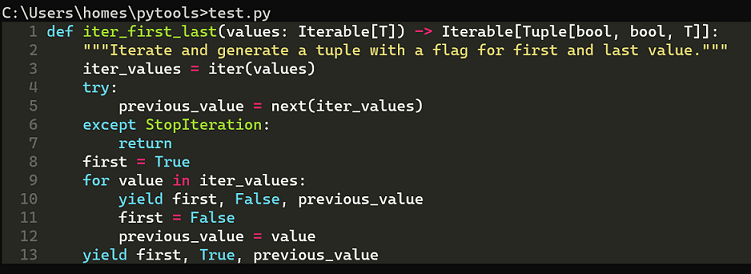 C:\Users\homes\pytools>test.py
1 def iter_first_last(values: Iterable[T]) -> Iterable[Tuple[bool, bool, T]]:
2     """Iterate and generate a tuple with a flag for first and last value."""
3     iter_values = iter(values)
4     try:
5         previous_value = next(iter_values)
6     except StopIteration:
7         return
8     first = True
9     for value in iter_values:
10         yield first, False, previous_value
11         first = False
12         previous_value = value
13     yield first, True, previous_value